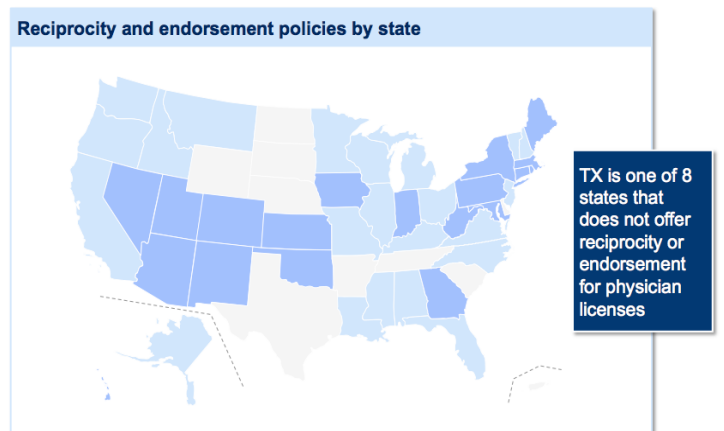 Reciprocity and endorsement policies by state
TX is one of 8
states that
does not offer
reciprocity or
endorsement
for physician
licenses